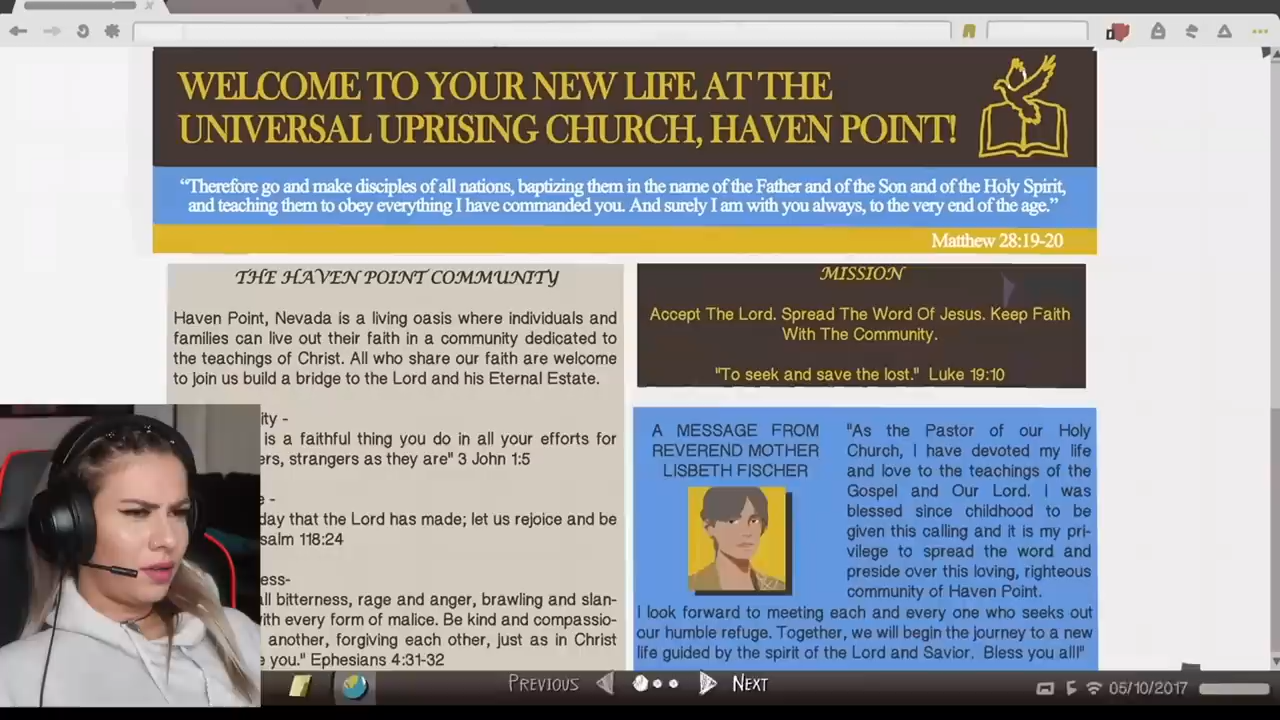 WELCOME TO YOUR NEW LIFE AT THE
UNIVERSAL UPRISING CHURCH, HAVEN POINT!
“Therefore go and make disciples of all nations, baptizing them in the name of the Father and of the Son and of the Holy Spirit,
and teaching them to obey everything I have commanded you. And surely I am with you always, to the very end of the age.”
Matthew 28:19-20
THE HAVEN POINT COMMUNITY
Haven Point, Nevada is a living oasis where individuals and
families can live out their faith in a community dedicated to
the teachings of Christ. All who share our faith are welcome
to join us build a bridge to the Lord and his Eternal Estate.
ity -
is a faithful thing you do in all your efforts for
ers, strangers as they are" 3 John 1:5
e -
day that the Lord has made; let us rejoice and be
salm 118:24
ess-
all bitterness, rage and anger, brawling and slan-
with every form of malice. Be kind and compassio-
another, forgiving each other, just as in Christ
e you." Ephesians 4:31-32
MISSION
Accept The Lord. Spread The Word Of Jesus. Keep Faith
With The Community.
"To seek and save the lost." Luke 19:10
A MESSAGE FROM
REVEREND MOTHER
LISBETH FISCHER
"As the Pastor of our Holy
Church, I have devoted my life
and love to the teachings of the
Gospel and Our Lord. I was
blessed since childhood to be
given this calling and it is my pri-
vilege to spread the word and
preside over this loving, righteous
community of Haven Point.
I look forward to meeting each and every one who seeks out
our humble refuge. Together, we will begin the journey to a new
life guided by the spirit of the Lord and Savior. Bless you all!"
PREVIOUS
NEXT
05/10/2017